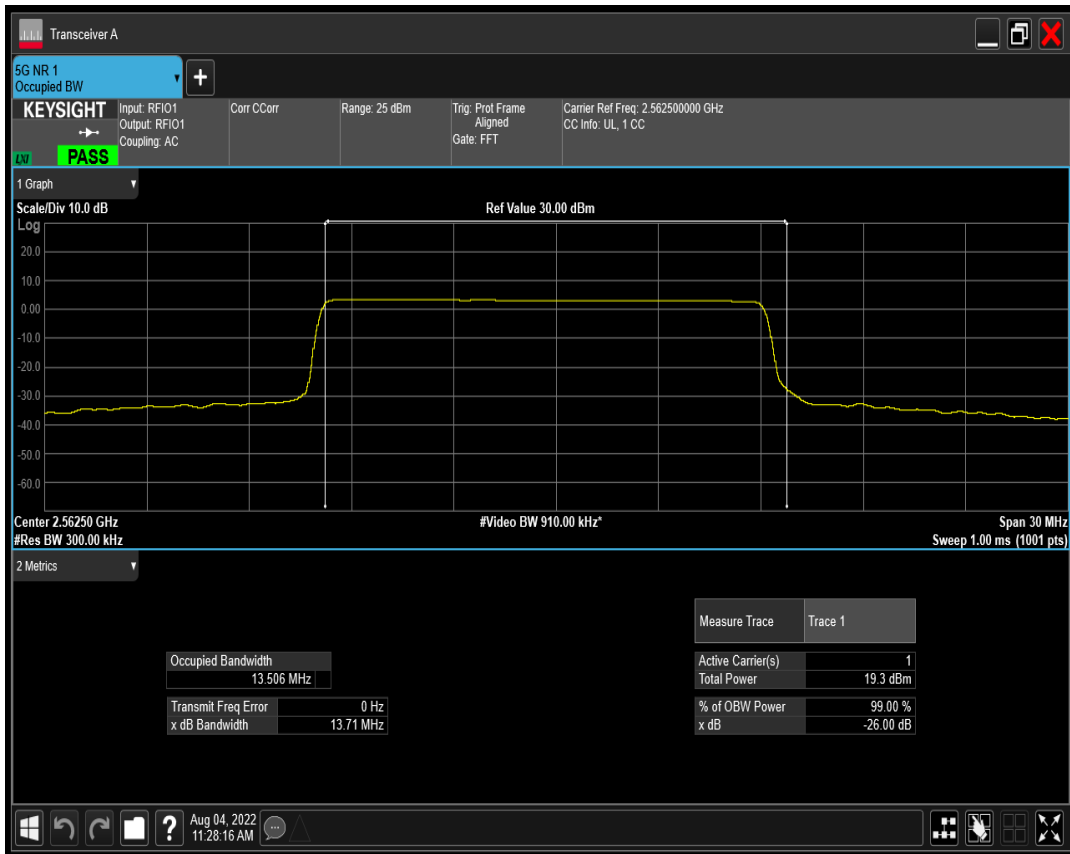 Transceiver A
5G NR 1
Occupied BW
+
KEYSIGHT
LXI
PASS
Input: RFIO1
Output: RFIO1
Coupling: AC
Corr CCorr
Range: 25 dBm
Trig: Prot Frame
Aligned
Gate: FFT
Carrier Ref Freq: 2.562500000 GHz
CC Info: UL, 1 CC
1 Graph
Scale/Div 10.0 dB
Ref Value 30.00 dBm
Log
20.0
10.0
0.00
-10.0
-20.0
-30.0
-40.0
-50.0
-60.0
Center 2.56250 GHz
#Video BW 910.00 kHz*
Span 30 MHz
#Res BW 300.00 kHz
Sweep 1.00 ms (1001 pts)
2 Metrics
Measure Trace Trace 1
Occupied Bandwidth
13.506 MHz
Transmit Freq Error 0 Hz
x dB Bandwidth 13.71 MHz
Active Carrier(s) 1
Total Power 19.3 dBm
% of OBW Power 99.00 %
x dB -26.00 dB
?
Aug 04, 2022
11:28:16 AM